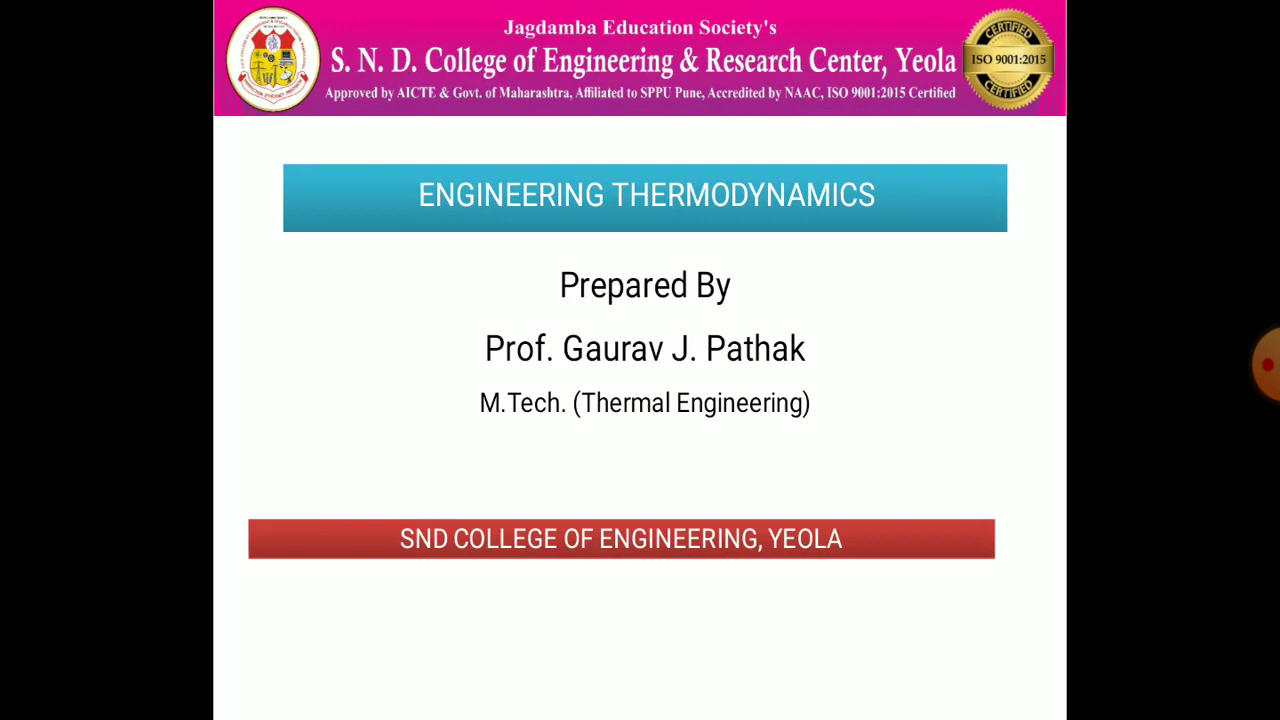 Jagdamba Education Society's
S. N. D. College of Engineering & Research Center, Yeola
Approved by AICTE & Govt. of Maharashtra, Affiliated to SPPU Pune, Accredited by NAAC, ISO 9001:2015 Certified
CERTIFIED
ISO 9001:2015
CERTIFIED
ENGINEERING THERMODYNAMICS
Prepared By
Prof. Gaurav J. Pathak
M.Tech. (Thermal Engineering)
SND COLLEGE OF ENGINEERING, YEOLA